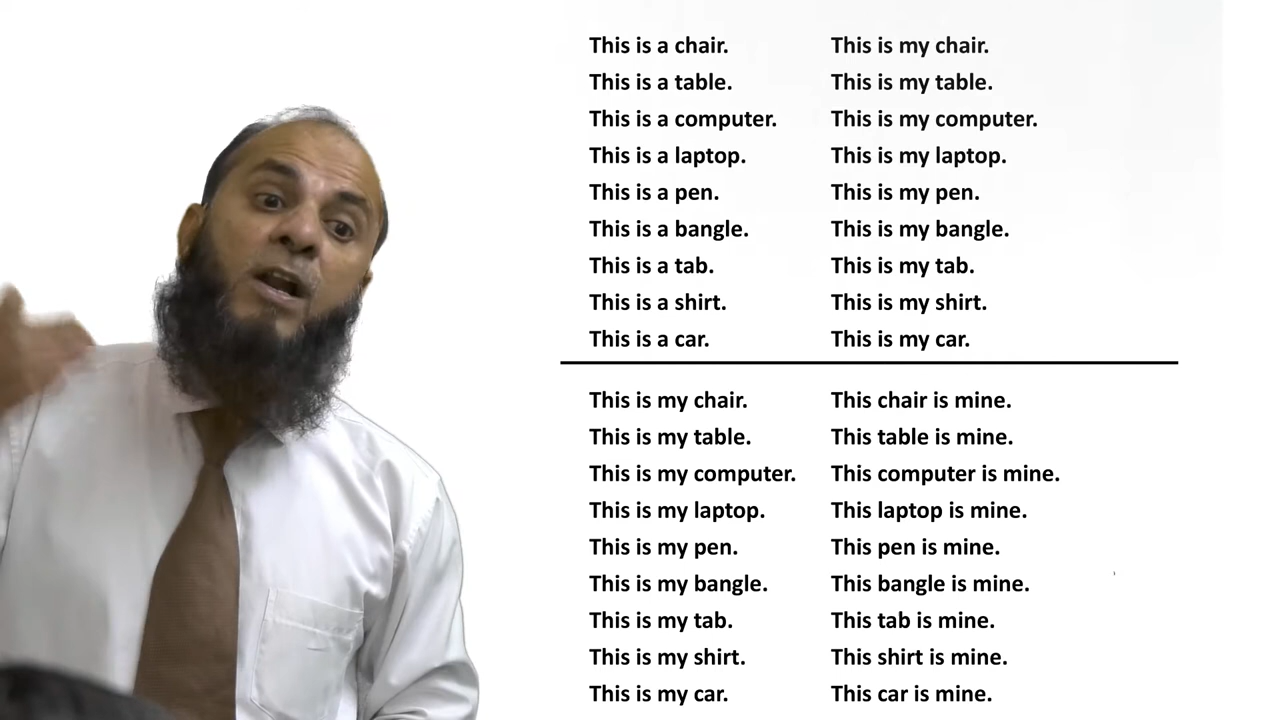 This is a chair. This is my chair.
This is a table. This is my table.
This is a computer. This is my computer.
This is a laptop. This is my laptop.
This is a pen. This is my pen.
This is a bangle. This is my bangle.
This is a tab. This is my tab.
This is a shirt. This is my shirt.
This is a car. This is my car.
This is my chair. This chair is mine.
This is my table. This table is mine.
This is my computer. This computer is mine.
This is my laptop. This laptop is mine.
This is my pen. This pen is mine.
This is my bangle. This bangle is mine.
This is my tab. This tab is mine.
This is my shirt. This shirt is mine.
This is my car. This car is mine.